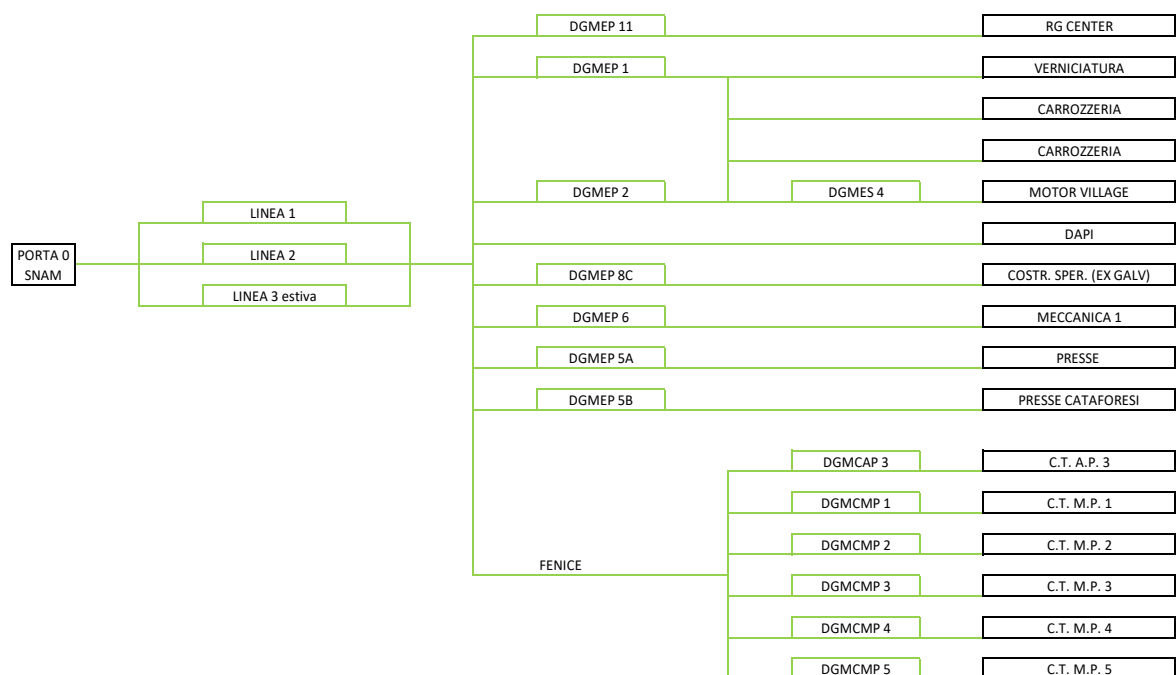 DGMEP 11
RG CENTER
DGMEP 1
VERNICIATURA
CARROZZERIA
CARROZZERIA
DGMEP 2
DGMES 4
MOTOR VILLAGE
LINEA 1
DAPI
PORTA 0
SNAM
LINEA 2
DGMEP 8C
COSTR. SPER. (EX GALV)
LINEA 3 estiva
DGMEP 6
MECCANICA 1
DGMEP 5A
PRESSE
DGMEP 5B
PRESSE CATAFORESI
DGMCAP 3
C.T. A.P. 3
DGMCMP 1
C.T. M.P. 1
DGMCMP 2
C.T. M.P. 2
FENICE
DGMCMP 3
C.T. M.P. 3
DGMCMP 4
C.T. M.P. 4
DGMCMP 5
C.T. M.P. 5